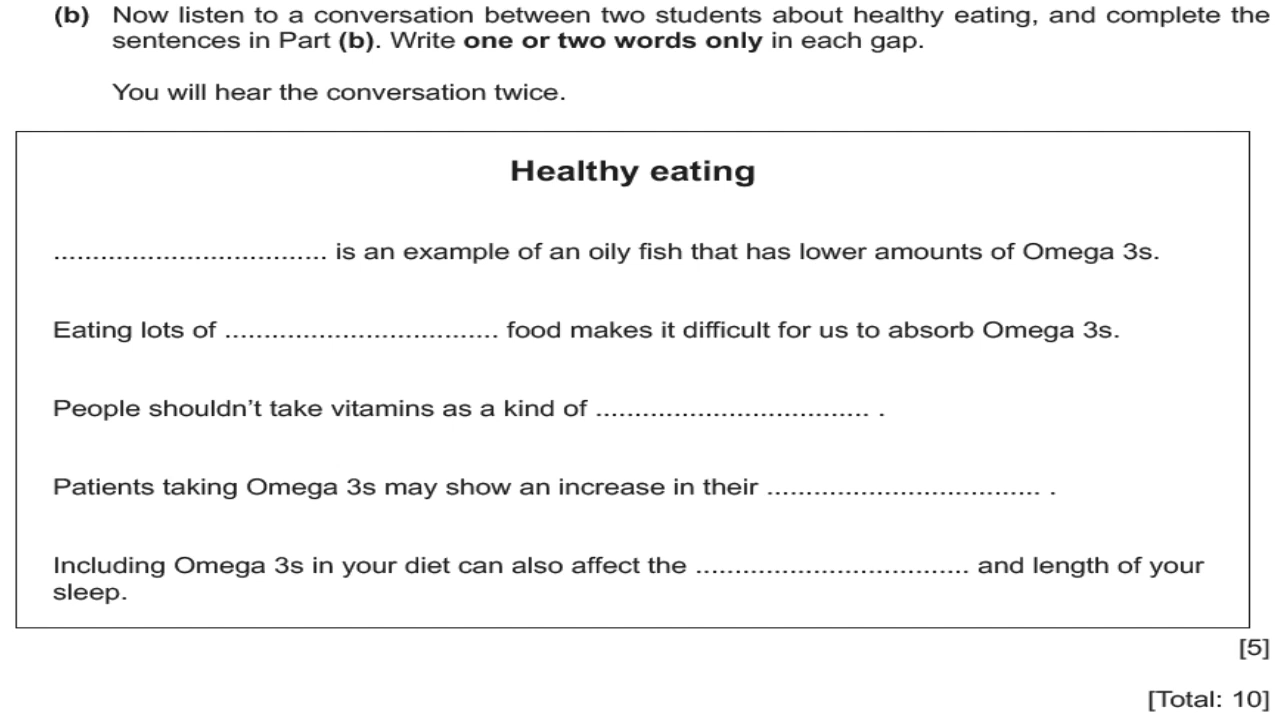 (b) Now listen to a conversation between two students about healthy eating, and complete the
sentences in Part (b). Write one or two words only in each gap.
You will hear the conversation twice.
Healthy eating
.................................. is an example of an oily fish that has lower amounts of Omega 3s.
Eating lots of .................................. food makes it difficult for us to absorb Omega 3s.
People shouldn’t take vitamins as a kind of .................................. .
Patients taking Omega 3s may show an increase in their .................................. .
Including Omega 3s in your diet can also affect the .................................. and length of your
sleep.
[5]
[Total: 10]